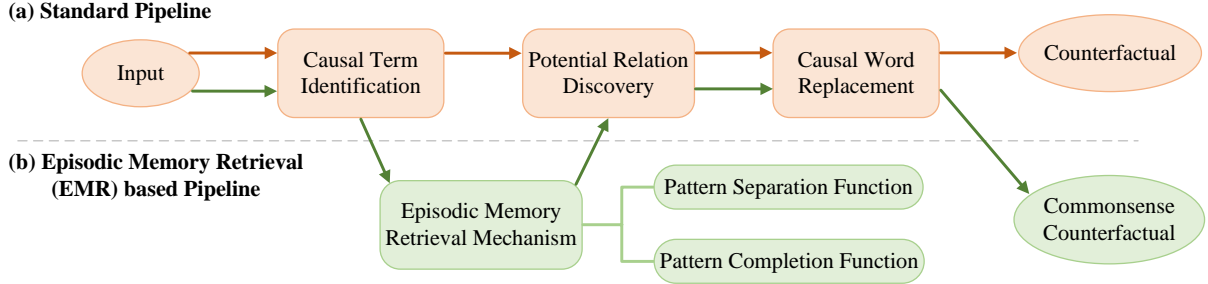 (a) Standard Pipeline
Input
Causal Term
Identification
Potential Relation
Discovery
Causal Word
Replacement
Counterfactual
(b) Episodic Memory Retrieval
(EMR) based Pipeline
Episodic Memory
Retrieval Mechanism
Pattern Separation Function
Pattern Completion Function
Commonsense
Counterfactual